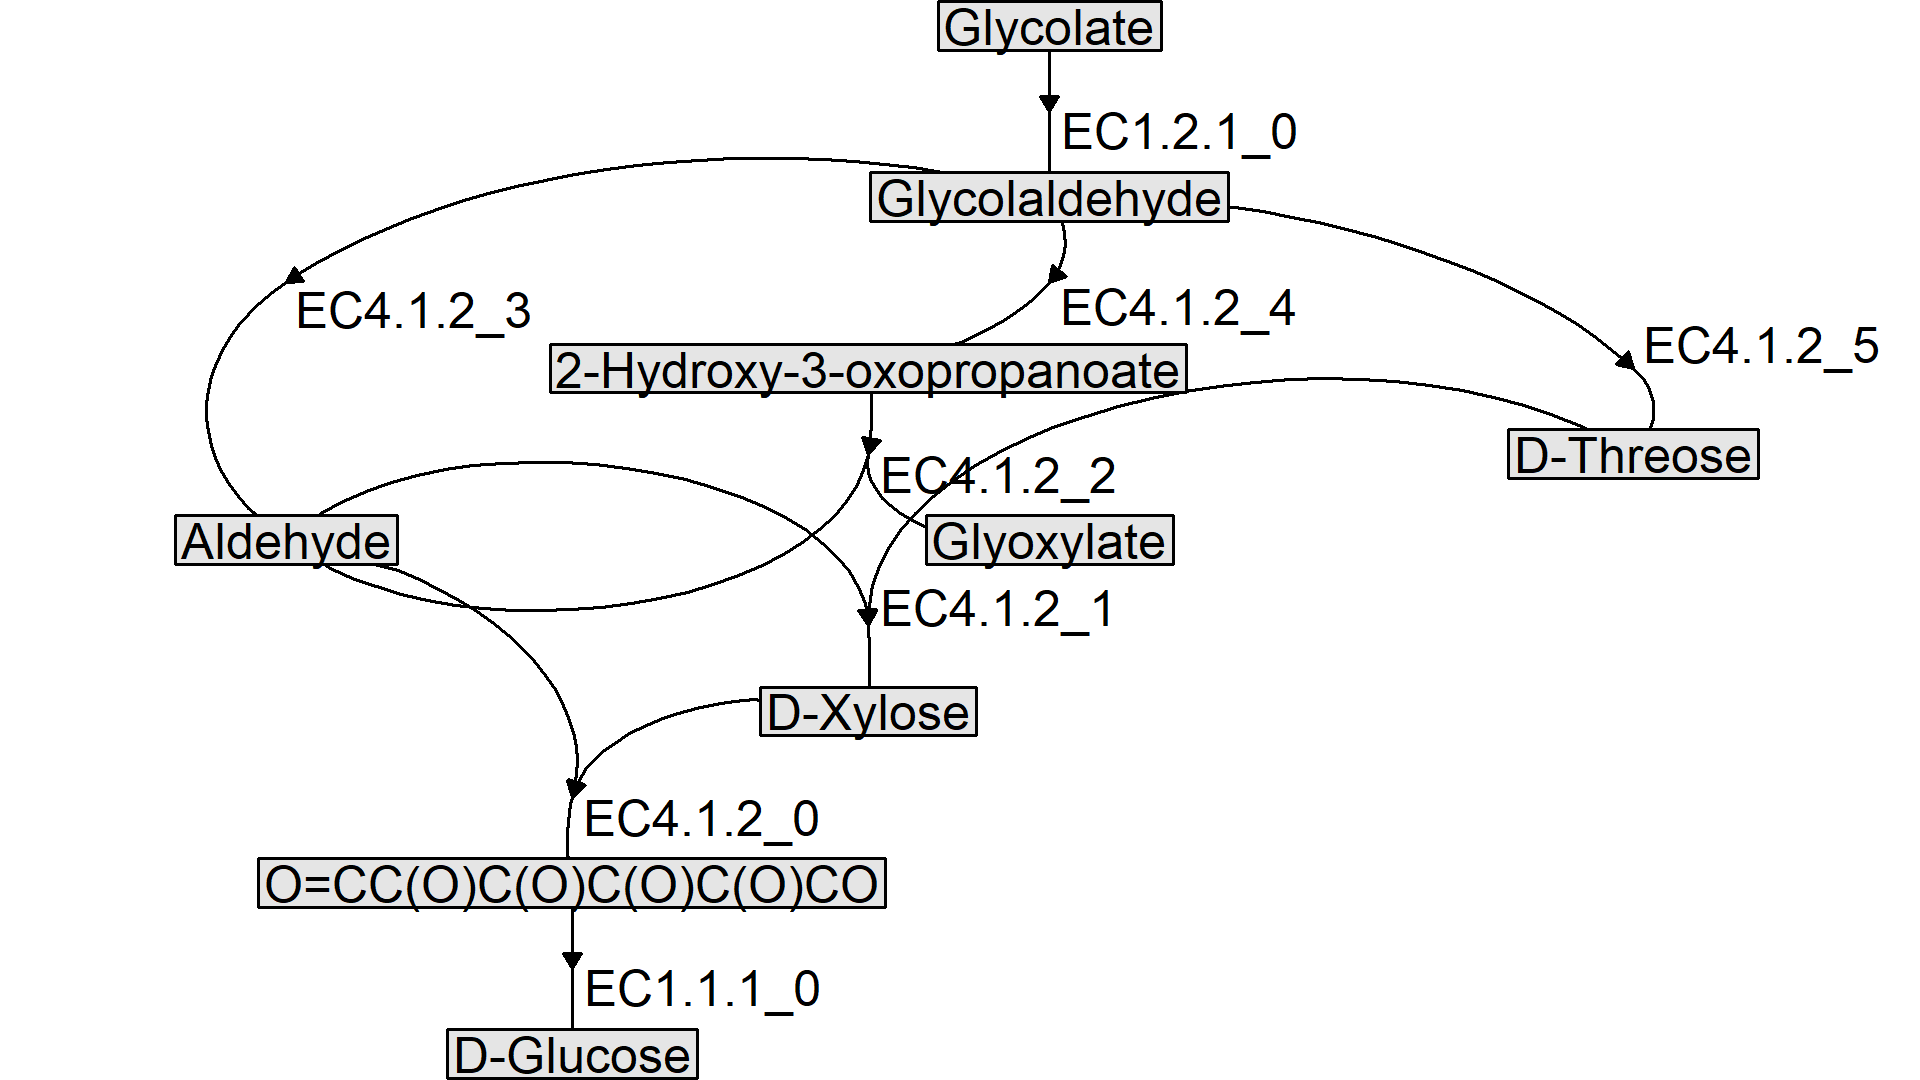 Glycolate
EC1.2.1_0
Glycolaldehyde
EC4.1.2_3
EC4.1.2_4
EC4.1.2_5
2-Hydroxy-3-oxopropanoate
D-Threose
EC4.1.2_2
Aldehyde
Glyoxylate
EC4.1.2_1
D-Xylose
EC4.1.2_0
O=CC(O)C(O)C(O)C(O)CO
EC1.1.1_0
D-Glucose